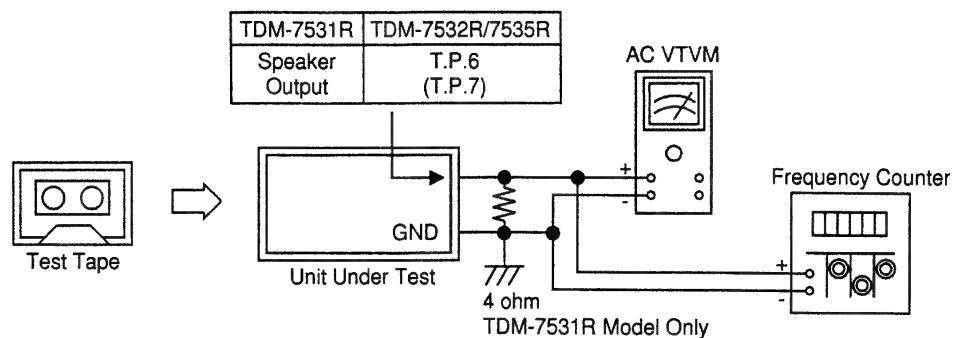 TDM-7531R TDM-7532R/7535R
Speaker Output T.P.6 (T.P.7)
AC VTVM
+
-
Frequency Counter
GND
+
-
Test Tape
Unit Under Test
4 ohm
TDM-7531R Model Only